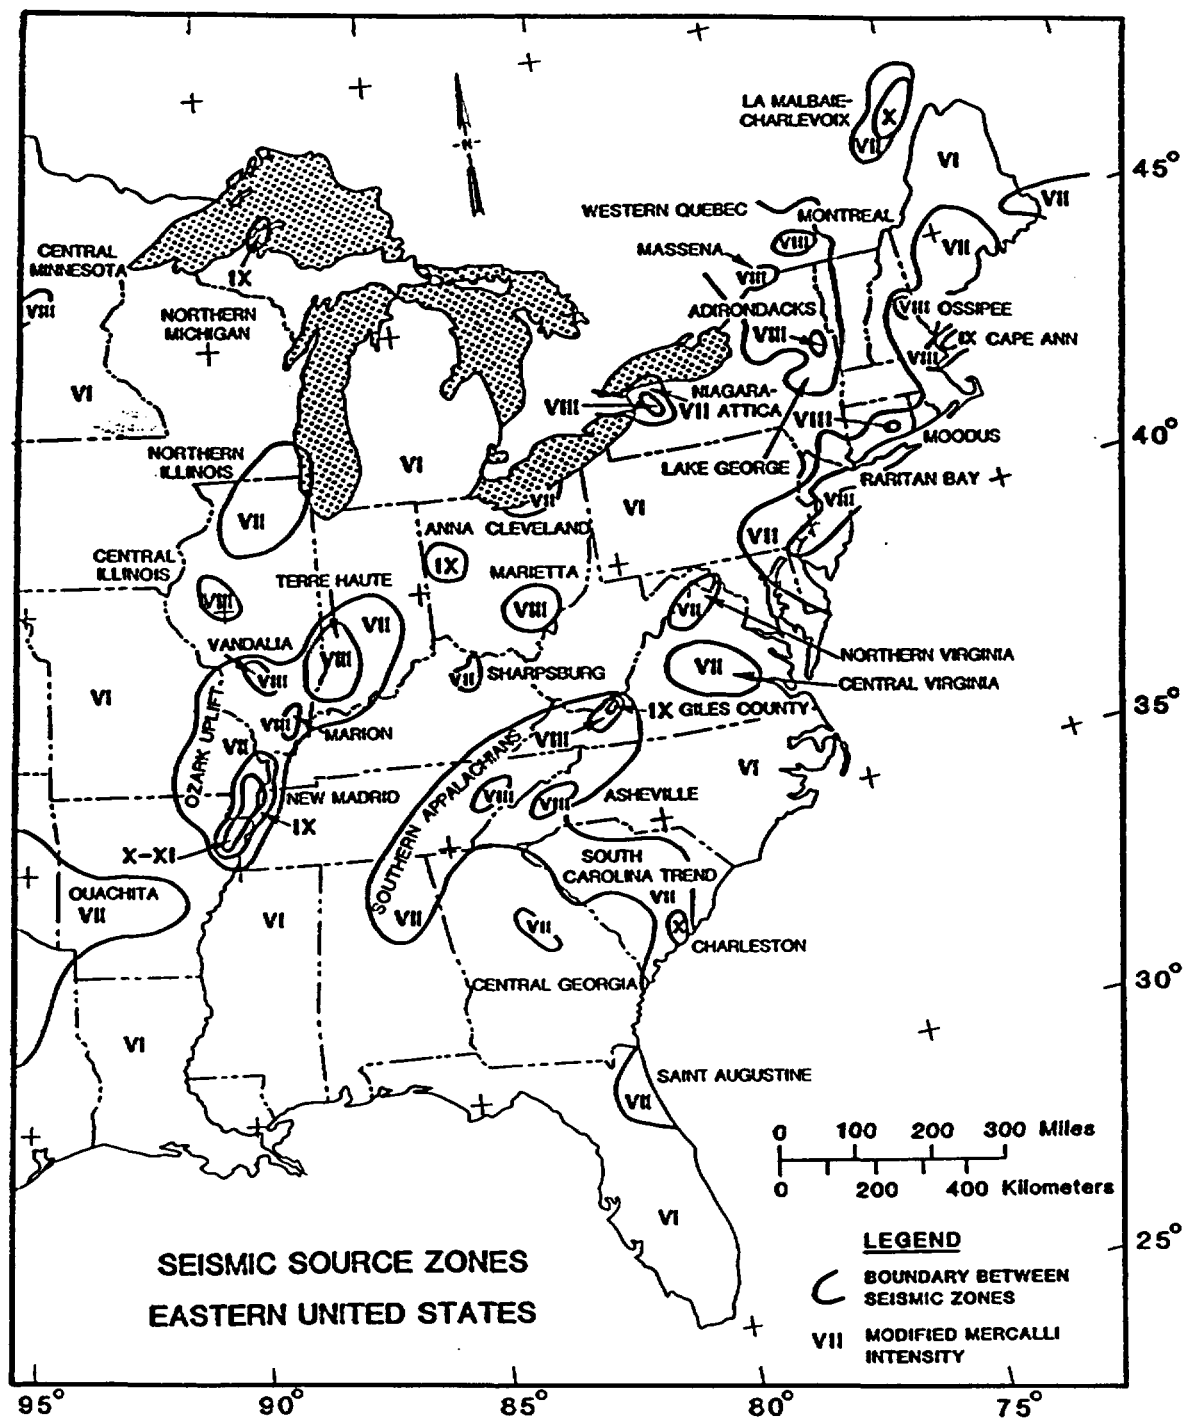 LA MALBAIE-
CHARLEVOIX
X
VII
VI
45°
VII
WESTERN QUEBEC
MONTREAL
VIII
VII
MASSENA
VIII
N
CENTRAL
MINNESOTA
VIII
IX
NORTHERN
MICHIGAN
ADIRONDACKS
VIII
VIII OSSIPEE
IX CAPE ANN
VIII
VI
VIII
NIAGARA-
VII ATTICA
VIII
MOODUS
40°
NORTHERN
ILLINOIS
VI
LAKE GEORGE
RARITAN BAY
VII
VII
VI
VIII
ANNA CLEVELAND
VII
CENTRAL
ILLINOIS
VIII
TERRE HAUTE
IX
MARIETTA
VIII
VII
VII
VANDALIA
VIII
VIII
VII
SHARPSBURG
VII
NORTHERN VIRGINIA
CENTRAL VIRGINIA
VI
OZARK UPLIFT
VII
VIII
MARION
IX GILES COUNTY
VIII
35°
SOUTHERN APPALACHIANS
VI
NEW MADRID
IX
X-XI
VIII
VIII
ASHEVILLE
OUACHITA
VII
VI
VII
SOUTH
CAROLINA TREND
VII
X
CHARLESTON
VII
CENTRAL GEORGIA
30°
VI
SAINT AUGUSTINE
VII
VI
0 100 200 300 Miles
0 200 400 Kilometers
25°
SEISMIC SOURCE ZONES
EASTERN UNITED STATES
LEGEND
BOUNDARY BETWEEN
SEISMIC ZONES
VII MODIFIED MERCALLI
INTENSITY
95° 90° 85° 80° 75°